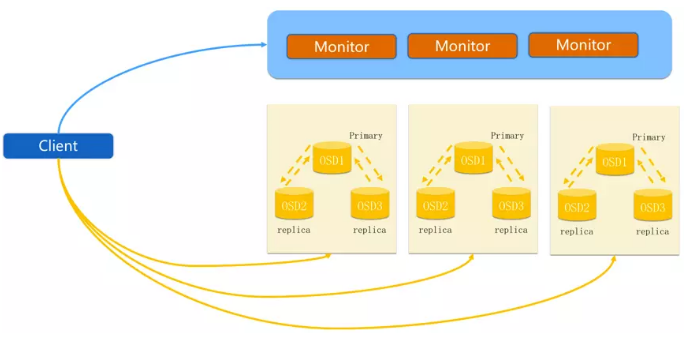 Monitor
Monitor
Monitor
Client
Primary
OSD1
OSD2
OSD3
replica
replica
Primary
OSD1
OSD2
OSD3
replica
replica
Primary
OSD1
OSD2
OSD3
replica
replica